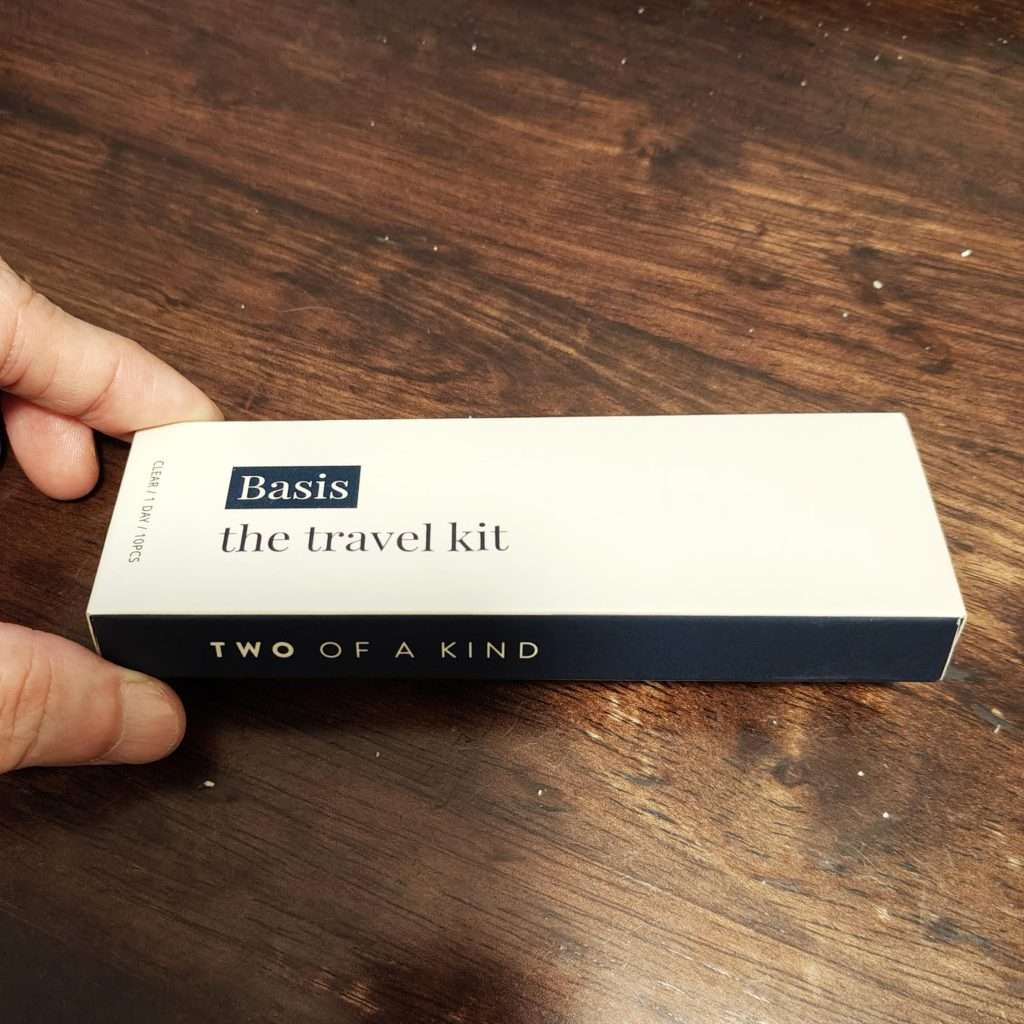 CLEAR / 1 DAY / 10PCS
Basis
the travel kit
TWO OF A KIND